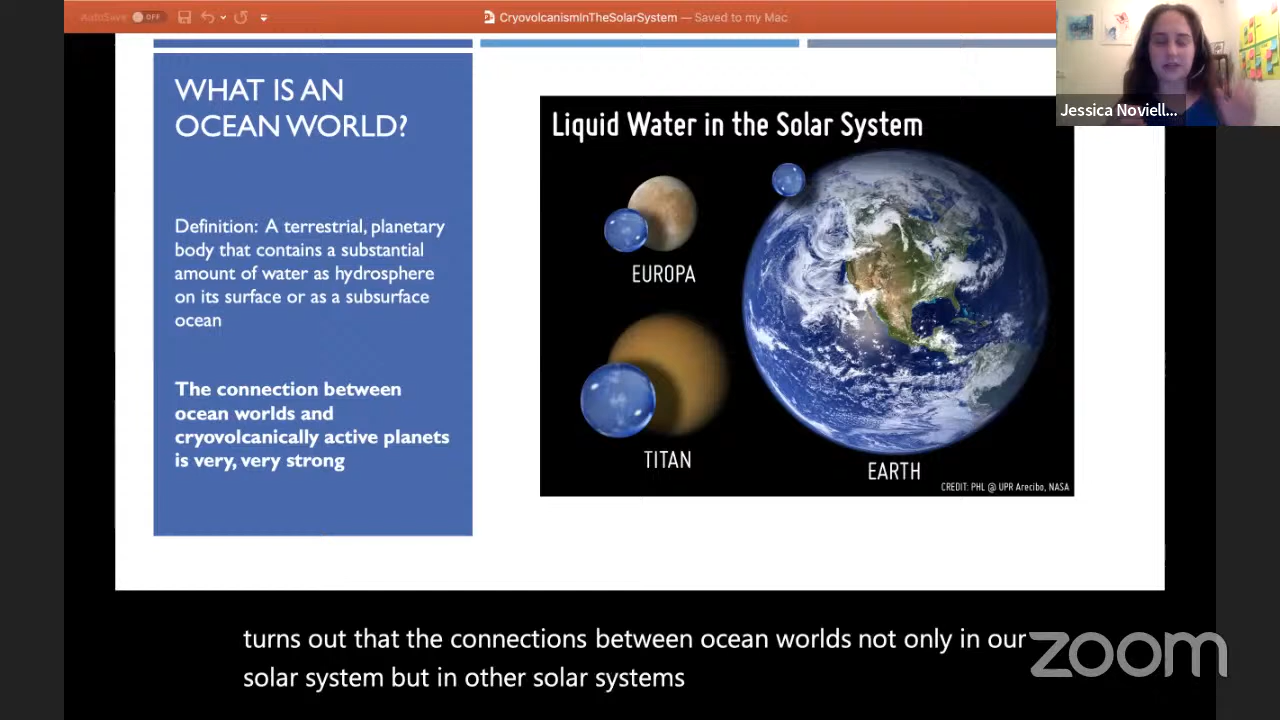 AutoSave OFF
CryovolcanismInTheSolarSystem — Saved to my Mac
WHAT IS AN
OCEAN WORLD?
Definition: A terrestrial, planetary
body that contains a substantial
amount of water as hydrosphere
on its surface or as a subsurface
ocean
The connection between
ocean worlds and
cryovolcanically active planets
is very, very strong
Liquid Water in the Solar System
EUROPA
TITAN
EARTH
CREDIT: PHL @ UPR Arecibo, NASA
Jessica Noviell...
turns out that the connections between ocean worlds not only in our
solar system but in other solar systems
zoom